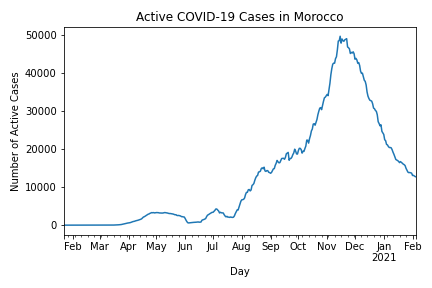 Active COVID-19 Cases in Morocco
50000
40000
30000
20000
10000
0
Number of Active Cases
Feb Mar Apr May Jun Jul Aug Sep Oct Nov Dec Jan Feb
2021
Day